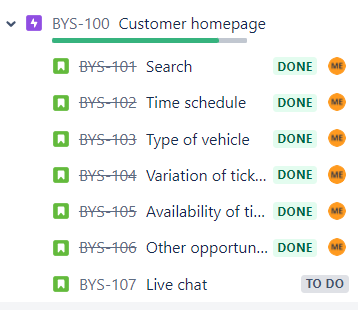 BYS-100 Customer homepage
BYS-101 Search DONE ME
BYS-102 Time schedule DONE ME
BYS-103 Type of vehicle DONE ME
BYS-104 Variation of tick... DONE ME
BYS-105 Availability of ti... DONE ME
BYS-106 Other opportun... DONE ME
BYS-107 Live chat TO DO